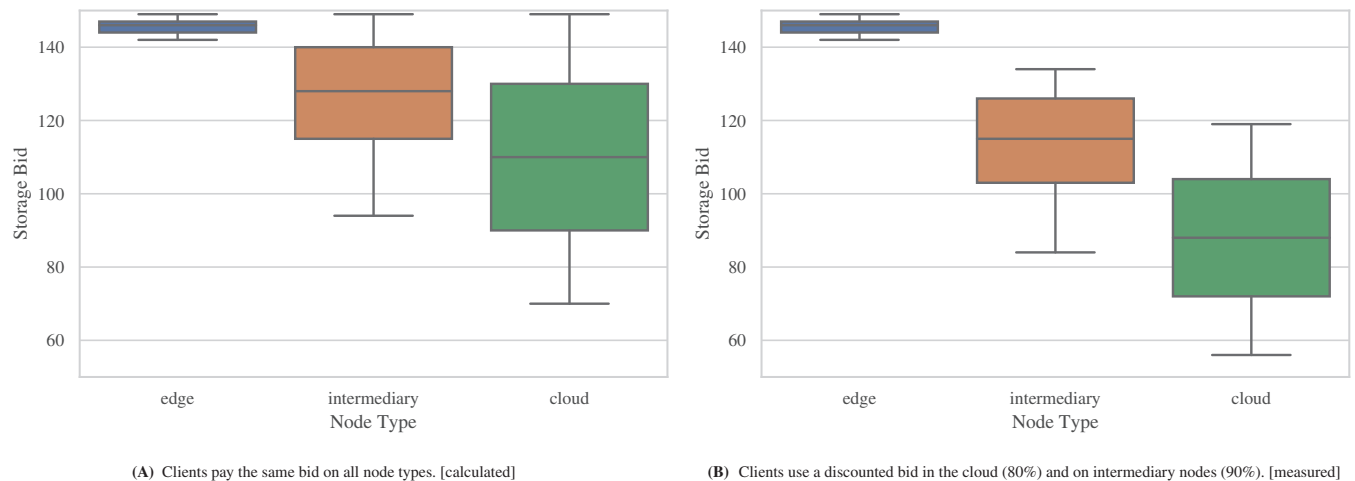 140
120
100
80
60
Storage Bid
edge
intermediary
cloud
Node Type
(A) Clients pay the same bid on all node types. [calculated]
140
120
100
80
60
Storage Bid
edge
intermediary
cloud
Node Type
(B) Clients use a discounted bid in the cloud (80%) and on intermediary nodes (90%). [measured]